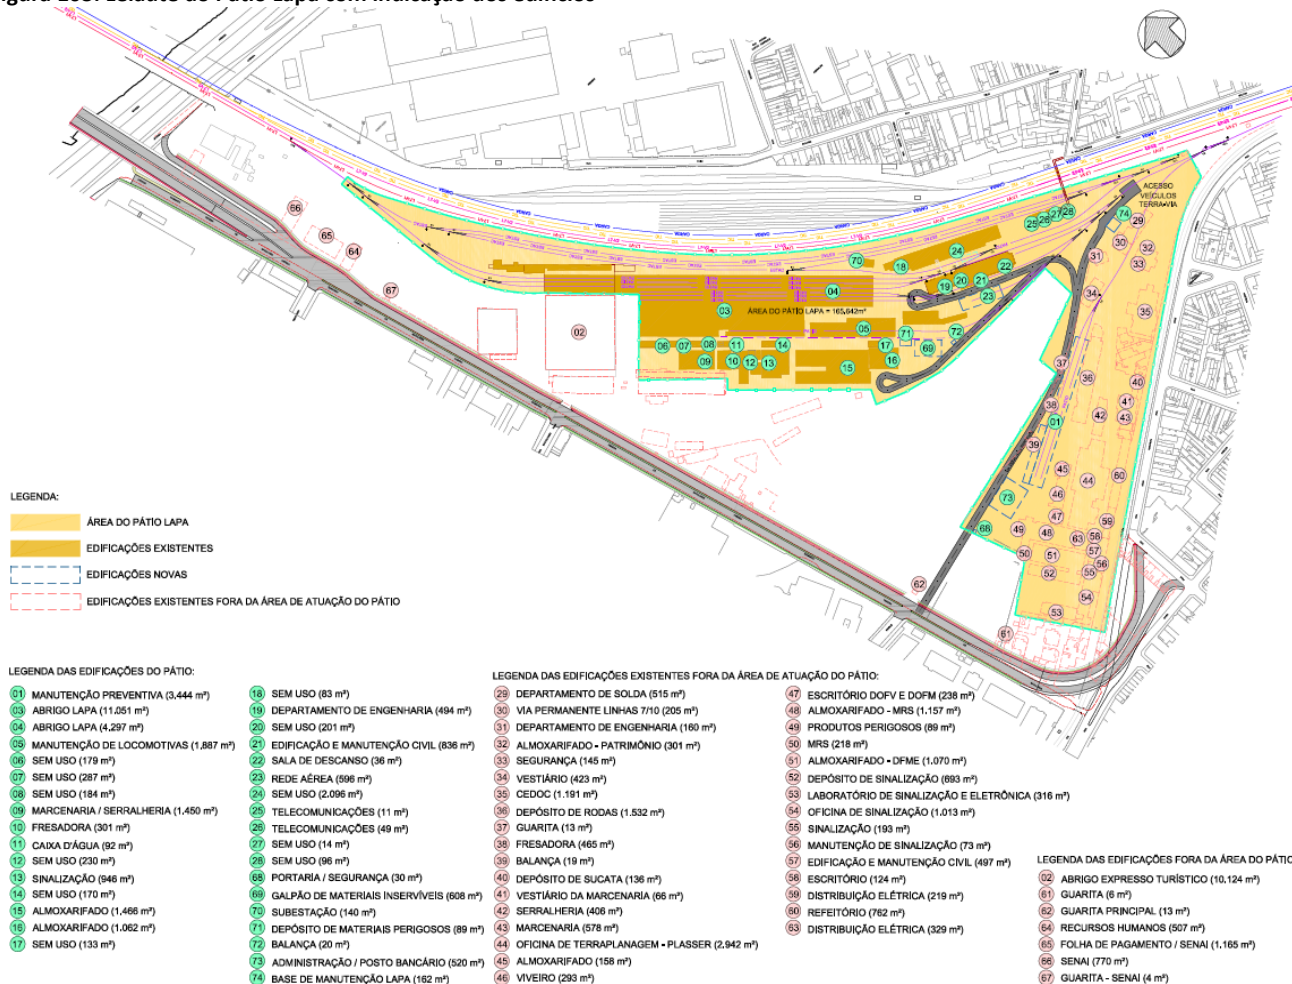 LEGENDA:
ÁREA DO PÁTIO LAPA
EDIFICAÇÕES EXISTENTES
EDIFICAÇÕES NOVAS
EDIFICAÇÕES EXISTENTES FORA DA ÁREA DE ATUAÇÃO DO PÁTIO
ACESSO
VEÍCULOS
TERRA-VIA
ÁREA DO PÁTIO LAPA = 165,642m²
LEGENDA DAS EDIFICAÇÕES DO PÁTIO:
01 MANUTENÇÃO PREVENTIVA (3,444 m²)
03 ABRIGO LAPA (11.051 m²)
04 ABRIGO LAPA (4.297 m²)
05 MANUTENÇÃO DE LOCOMOTIVAS (1,887 m²)
06 SEM USO (179 m²)
07 SEM USO (287 m²)
08 SEM USO (184 m²)
09 MARCENARIA / SERRALHERIA (1,450 m²)
10 FRESADORA (301 m²)
11 CAIXA D'ÁGUA (92 m²)
12 SEM USO (230 m²)
13 SINALIZAÇÃO (946 m²)
14 SEM USO (170 m²)
15 ALMOXARIFADO (1,466 m²)
16 ALMOXARIFADO (1.062 m²)
17 SEM USO (133 m²)
18 SEM USO (83 m²)
19 DEPARTAMENTO DE ENGENHARIA (494 m²)
20 SEM USO (201 m²)
21 EDIFICAÇÃO E MANUTENÇÃO CIVIL (836 m²)
22 SALA DE DESCANSO (36 m²)
23 REDE AÉREA (596 m²)
24 SEM USO (2.096 m²)
25 TELECOMUNICAÇÕES (11 m²)
26 TELECOMUNICAÇÕES (49 m²)
27 SEM USO (14 m²)
28 SEM USO (96 m²)
68 PORTARIA / SEGURANÇA (30 m²)
69 GALPÃO DE MATERIAIS INSERVÍVEIS (608 m²)
70 SUBESTAÇÃO (140 m²)
71 DEPÓSITO DE MATERIAIS PERIGOSOS (89 m²)
72 BALANÇA (20 m²)
73 ADMINISTRAÇÃO / POSTO BANCÁRIO (520 m²)
74 BASE DE MANUTENÇÃO LAPA (162 m²)
LEGENDA DAS EDIFICAÇÕES EXISTENTES FORA DA ÁREA DE ATUAÇÃO DO PÁTIO:
29 DEPARTAMENTO DE SOLDA (515 m²)
30 VIA PERMANENTE LINHAS 7/10 (205 m²)
31 DEPARTAMENTO DE ENGENHARIA (160 m²)
32 ALMOXARIFADO - PATRIMÔNIO (301 m²)
33 SEGURANÇA (145 m²)
34 VESTIÁRIO (423 m²)
35 CEDOC (1.191 m²)
36 DEPÓSITO DE RODAS (1.532 m²)
37 GUARITA (13 m²)
38 FRESADORA (465 m²)
39 BALANÇA (19 m²)
40 DEPÓSITO DE SUCATA (136 m²)
41 VESTIÁRIO DA MARCENARIA (66 m²)
42 SERRALHERIA (406 m²)
43 MARCENARIA (578 m²)
44 OFICINA DE TERRAPLANAGEM - PLASSER (2,942 m²)
45 ALMOXARIFADO (158 m²)
46 VIVEIRO (293 m²)
47 ESCRITÓRIO DOFV E DOFM (238 m²)
48 ALMOXARIFADO - MRS (1.157 m²)
49 PRODUTOS PERIGOSOS (89 m²)
50 MRS (218 m²)
51 ALMOXARIFADO - DFME (1.070 m²)
52 DEPÓSITO DE SINALIZAÇÃO (693 m²)
53 LABORATÓRIO DE SINALIZAÇÃO E ELETRÔNICA (316 m²)
54 OFICINA DE SINALIZAÇÃO (1.013 m²)
55 SINALIZAÇÃO (193 m²)
56 MANUTENÇÃO DE SINALIZAÇÃO (73 m²)
57 EDIFICAÇÃO E MANUTENÇÃO CIVIL (497 m²)
58 ESCRITÓRIO (124 m²)
59 DISTRIBUIÇÃO ELÉTRICA (219 m²)
60 REFEITÓRIO (762 m²)
63 DISTRIBUIÇÃO ELÉTRICA (329 m²)
LEGENDA DAS EDIFICAÇÕES FORA DA ÁREA DO PÁTIO
02 ABRIGO EXPRESSO TURÍSTICO (10,124 m²)
61 GUARITA (6 m²)
62 GUARITA PRINCIPAL (13 m²)
64 RECURSOS HUMANOS (507 m²)
65 FOLHA DE PAGAMENTO / SENAI (1,165 m²)
66 SENAI (770 m²)
67 GUARITA - SENAI (4 m²)